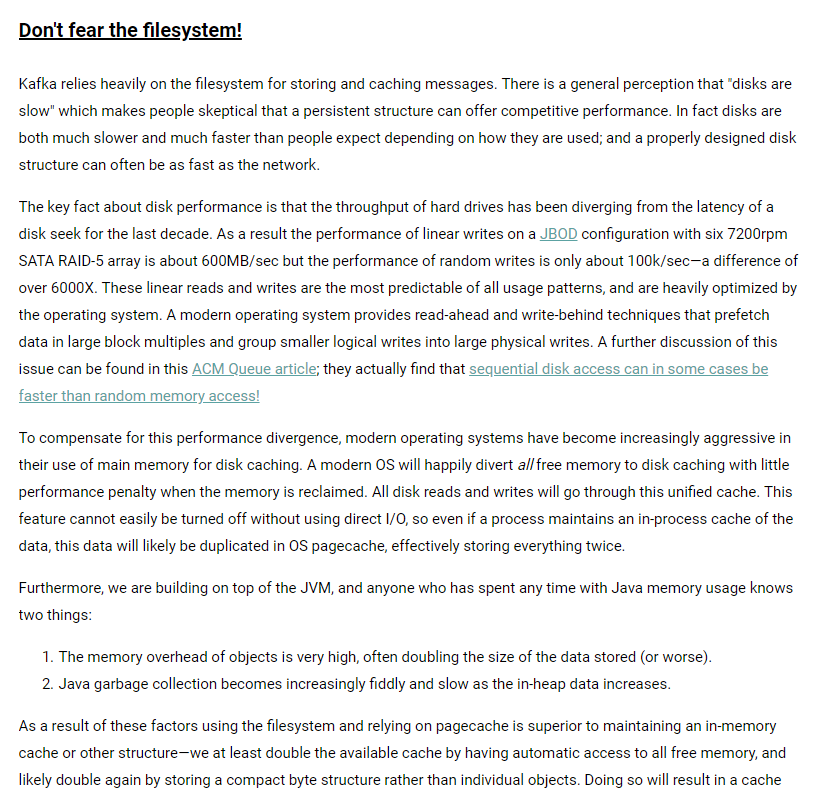 Don't fear the filesystem!
Kafka relies heavily on the filesystem for storing and caching messages. There is a general perception that "disks are
slow" which makes people skeptical that a persistent structure can offer competitive performance. In fact disks are
both much slower and much faster than people expect depending on how they are used; and a properly designed disk
structure can often be as fast as the network.
The key fact about disk performance is that the throughput of hard drives has been diverging from the latency of a
disk seek for the last decade. As a result the performance of linear writes on a JBOD configuration with six 7200rpm
SATA RAID-5 array is about 600MB/sec but the performance of random writes is only about 100k/sec—a difference of
over 6000X. These linear reads and writes are the most predictable of all usage patterns, and are heavily optimized by
the operating system. A modern operating system provides read-ahead and write-behind techniques that prefetch
data in large block multiples and group smaller logical writes into large physical writes. A further discussion of this
issue can be found in this ACM Queue article; they actually find that sequential disk access can in some cases be
faster than random memory access!
To compensate for this performance divergence, modern operating systems have become increasingly aggressive in
their use of main memory for disk caching. A modern OS will happily divert all free memory to disk caching with little
performance penalty when the memory is reclaimed. All disk reads and writes will go through this unified cache. This
feature cannot easily be turned off without using direct I/O, so even if a process maintains an in-process cache of the
data, this data will likely be duplicated in OS pagecache, effectively storing everything twice.
Furthermore, we are building on top of the JVM, and anyone who has spent any time with Java memory usage knows
two things:
1. The memory overhead of objects is very high, often doubling the size of the data stored (or worse).
2. Java garbage collection becomes increasingly fiddly and slow as the in-heap data increases.
As a result of these factors using the filesystem and relying on pagecache is superior to maintaining an in-memory
cache or other structure—we at least double the available cache by having automatic access to all free memory, and
likely double again by storing a compact byte structure rather than individual objects. Doing so will result in a cache